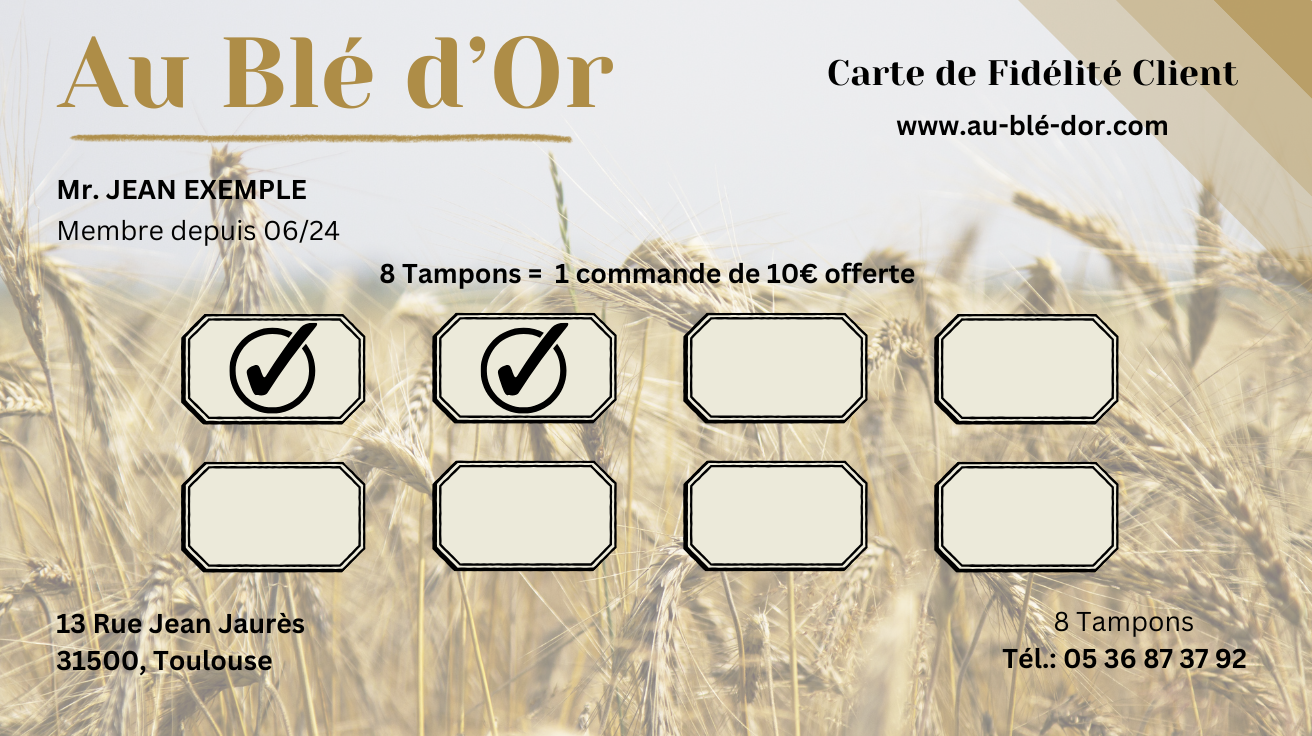 Au Blé d'Or
Carte de Fidélité Client
www.au-blé-dor.com
Mr. JEAN EXEMPLE
Membre depuis 06/24
8 Tampons = 1 commande de 10€ offerte
13 Rue Jean Jaurès
31500, Toulouse
8 Tampons
Tél.: 05 36 87 37 92